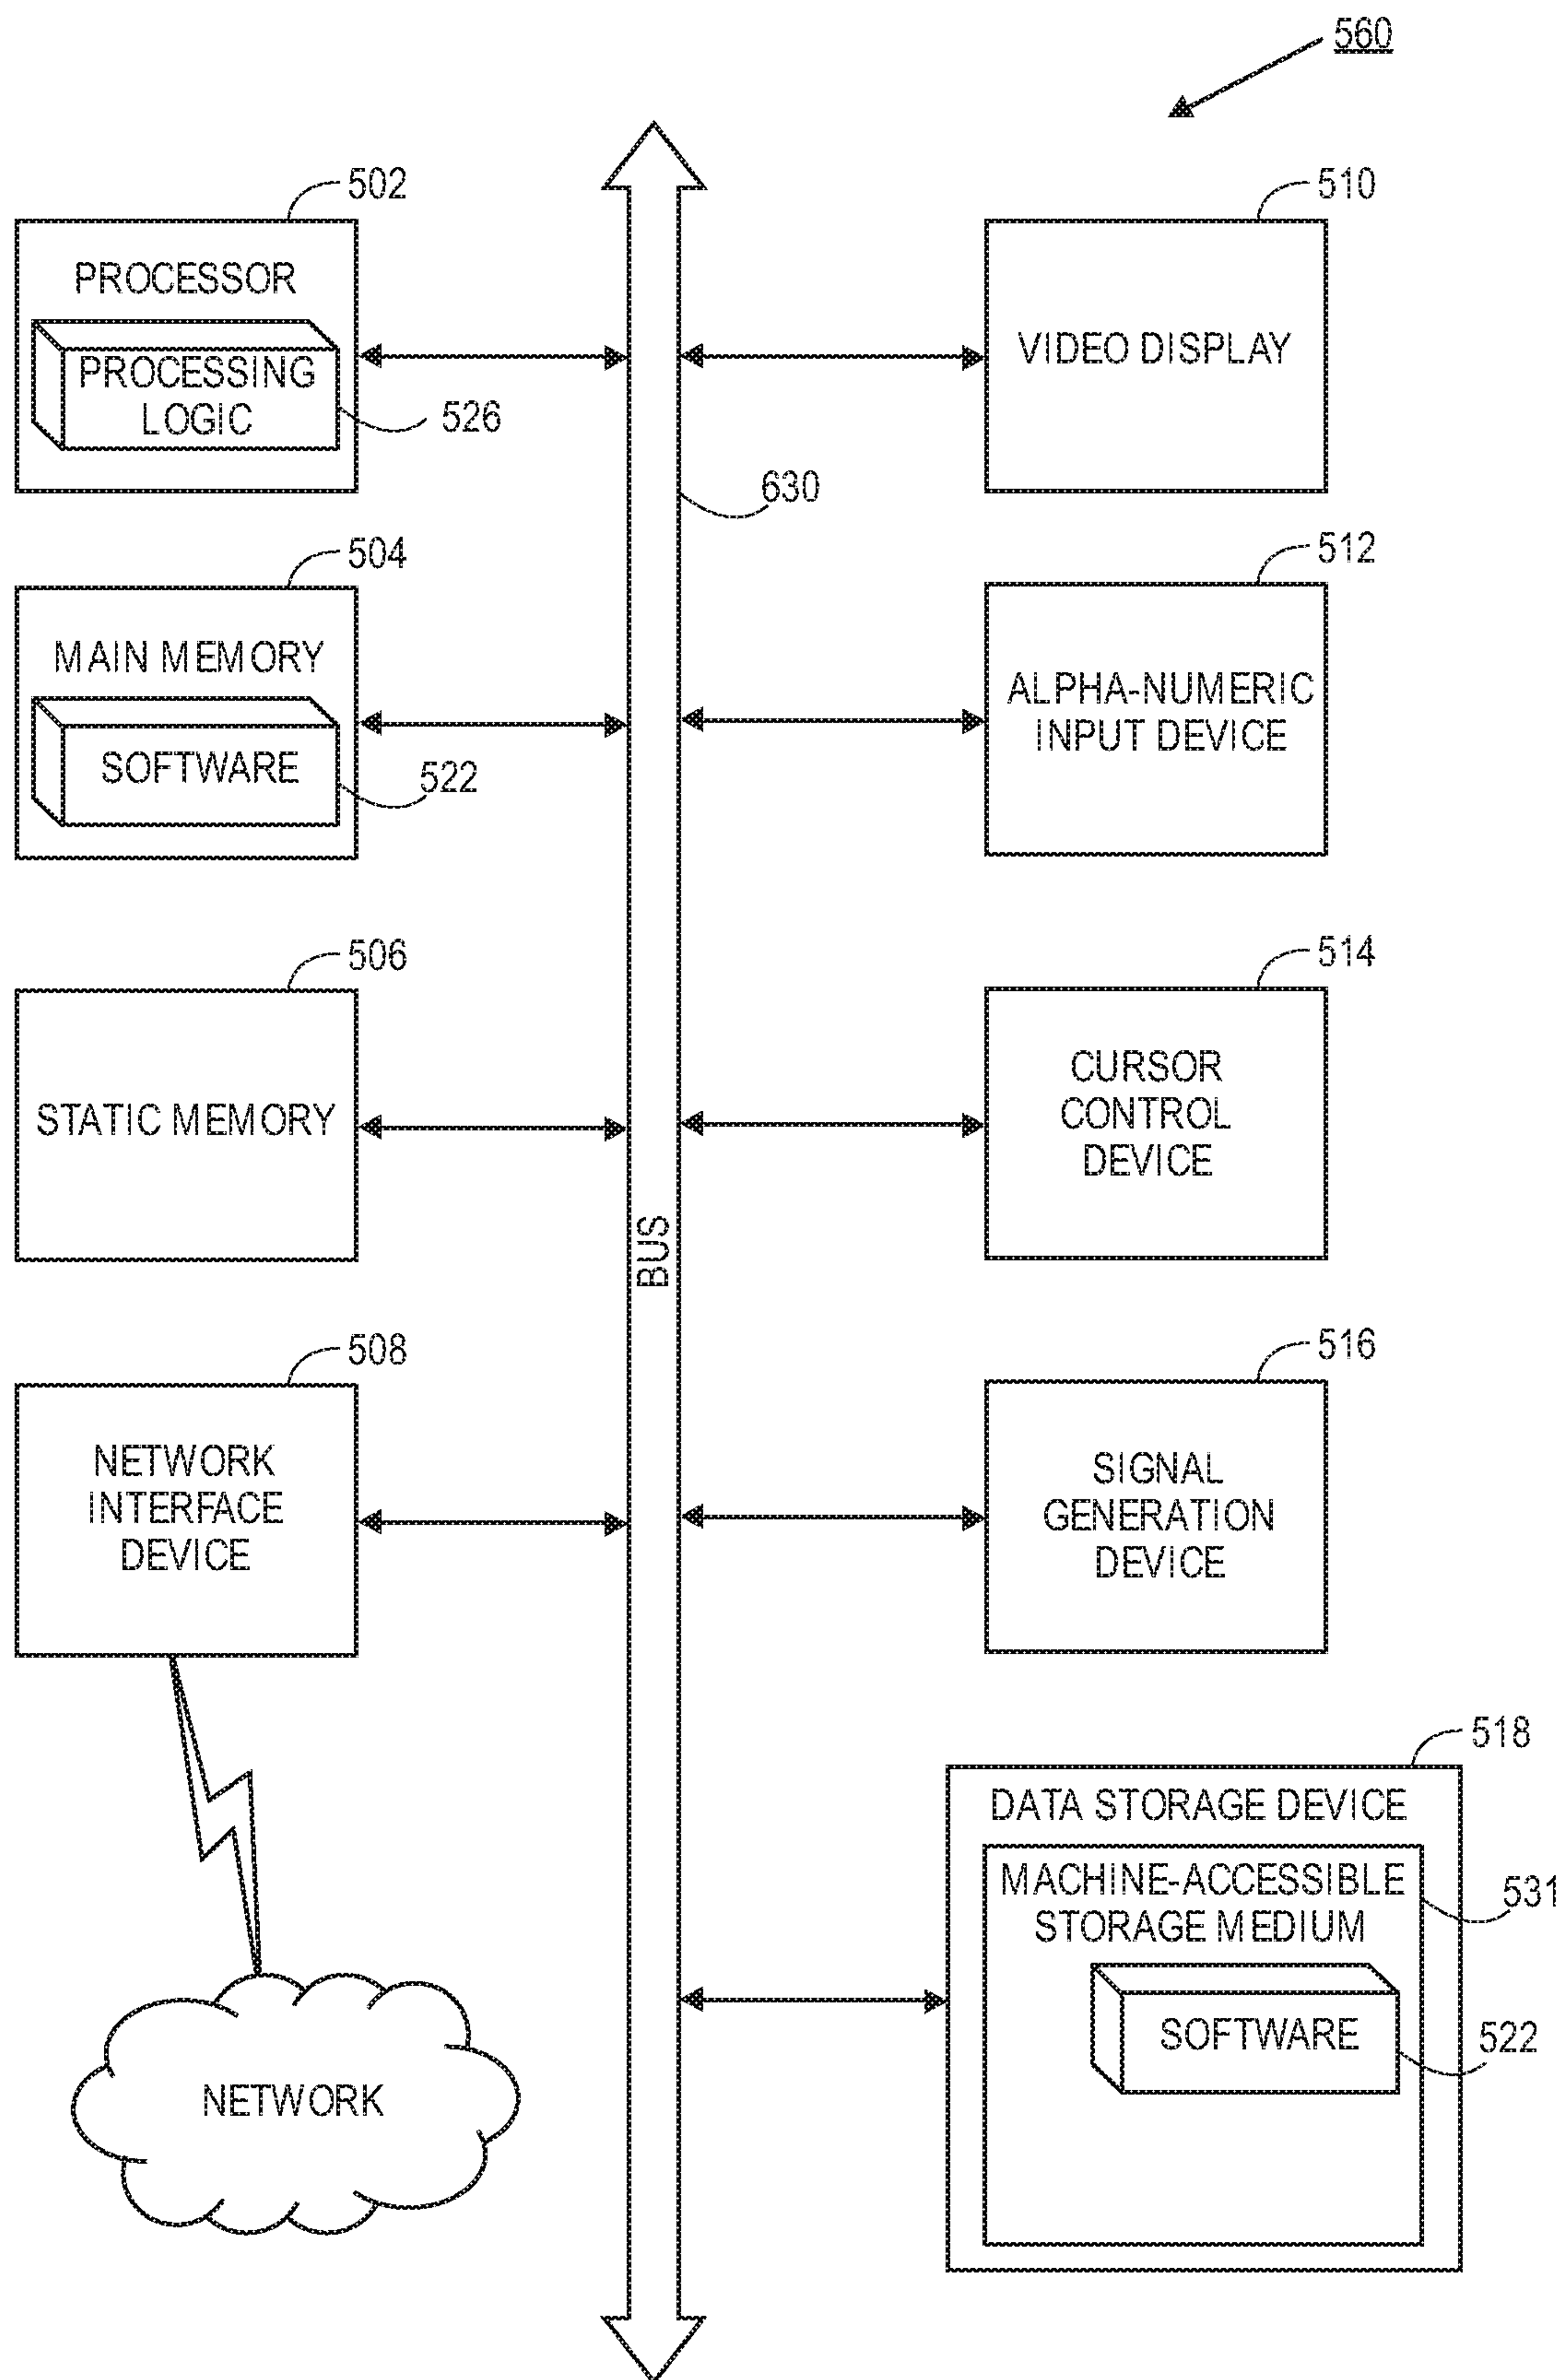 560
502
PROCESSOR
PROCESSING
LOGIC
526
510
VIDEO DISPLAY
630
504
MAIN MEMORY
SOFTWARE
522
512
ALPHA-NUMERIC
INPUT DEVICE
506
STATIC MEMORY
514
CURSOR
CONTROL
DEVICE
BUS
508
NETWORK
INTERFACE
DEVICE
516
SIGNAL
GENERATION
DEVICE
518
DATA STORAGE DEVICE
MACHINE-ACCESSIBLE
STORAGE MEDIUM
531
SOFTWARE
522
NETWORK